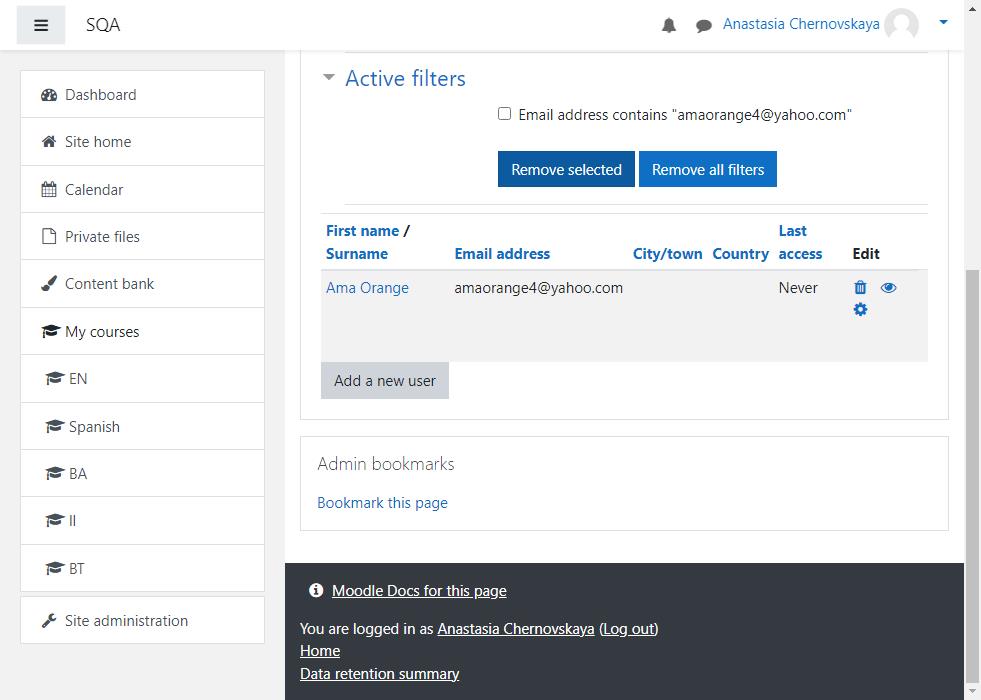 SQA
Anastasia Chernovskaya
Dashboard
Site home
Calendar
Private files
Content bank
My courses
EN
Spanish
BA
II
BT
Site administration
Active filters
Email address contains "amaorange4@yahoo.com"
Remove selected
Remove all filters
First name / Surname
Email address
City/town
Country
Last access
Edit
Ama Orange
amaorange4@yahoo.com
Never
Add a new user
Admin bookmarks
Bookmark this page
Moodle Docs for this page
You are logged in as Anastasia Chernovskaya (Log out)
Home
Data retention summary